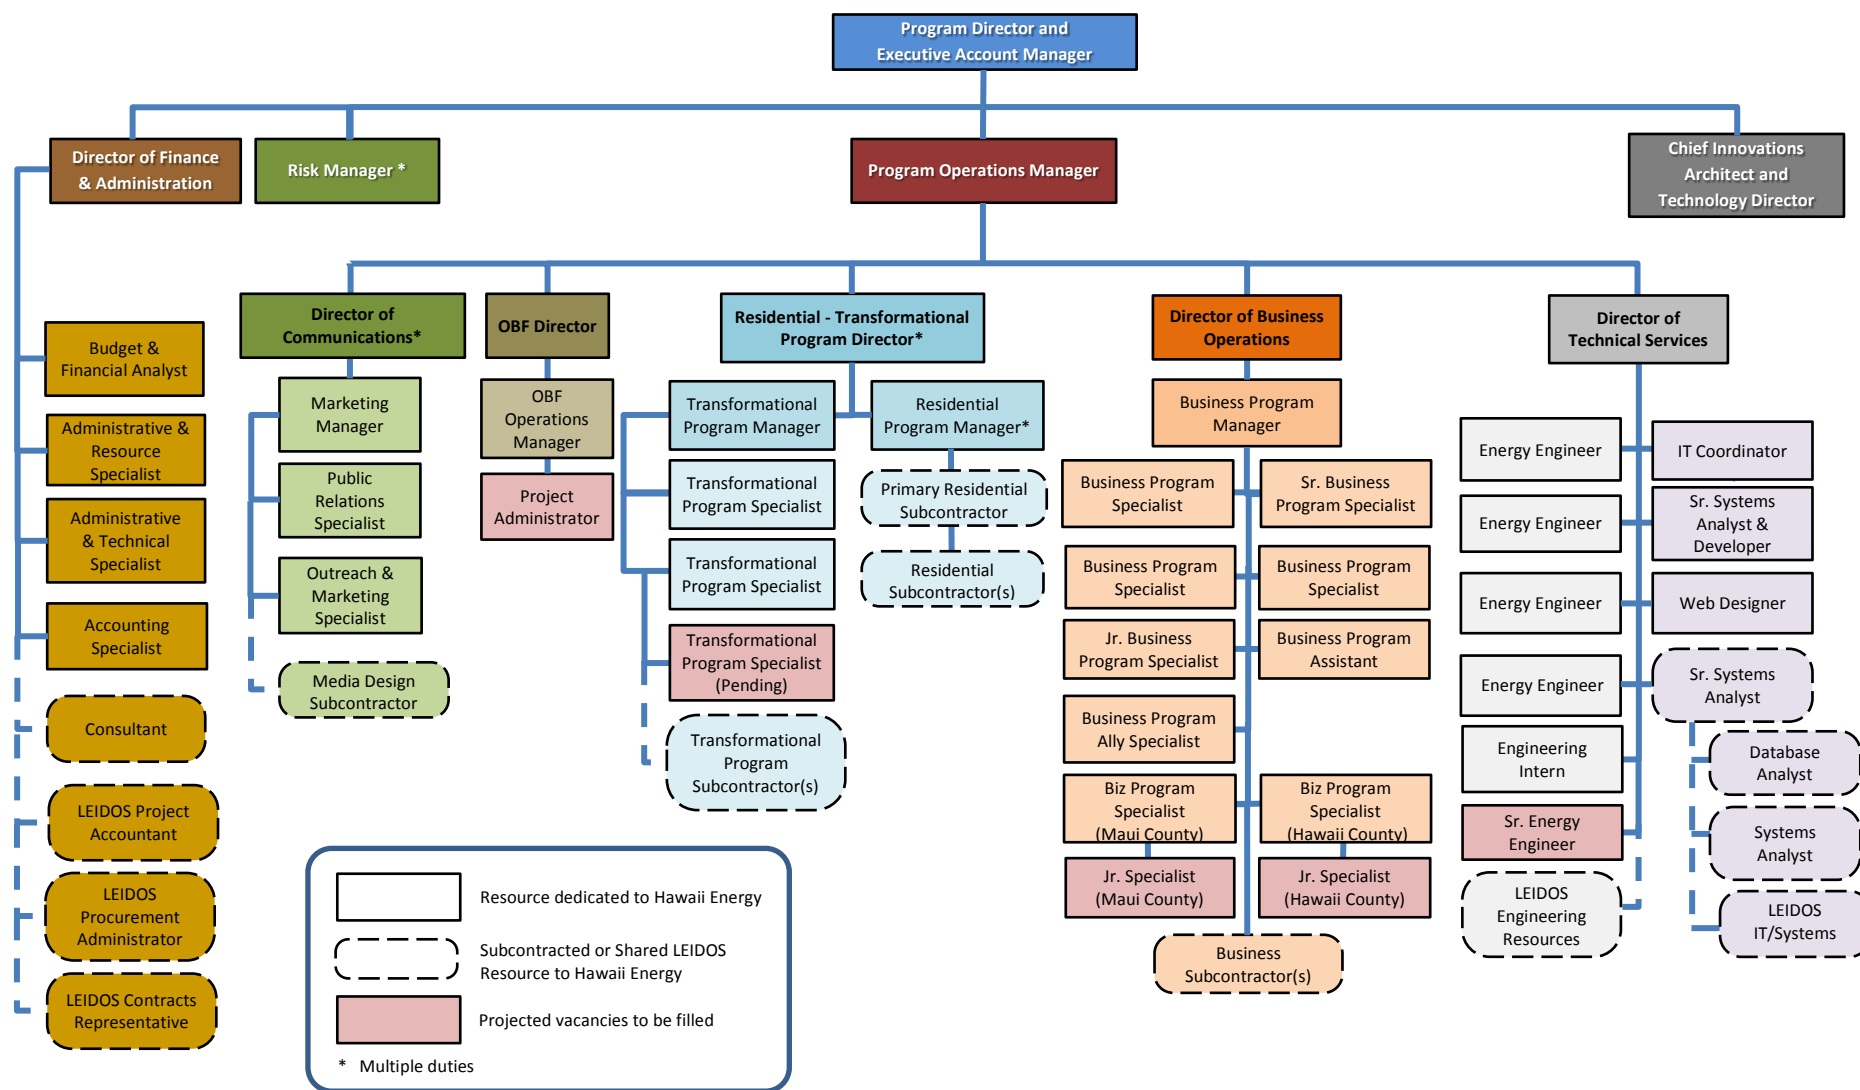 Program Director and
Executive Account Manager
Director of Finance
& Administration
Risk Manager *
Program Operations Manager
Chief Innovations
Architect and
Technology Director
Budget &
Financial Analyst
Administrative &
Resource
Specialist
Administrative
& Technical
Specialist
Accounting
Specialist
Consultant
LEIDOS Project
Accountant
LEIDOS
Procurement
Administrator
LEIDOS Contracts
Representative
Director of
Communications*
Marketing
Manager
Public
Relations
Specialist
Outreach &
Marketing
Specialist
Media Design
Subcontractor
OBF Director
OBF
Operations
Manager
Project
Administrator
Residential - Transformational
Program Director*
Transformational
Program Manager
Transformational
Program Specialist
Transformational
Program Specialist
Transformational
Program Specialist
(Pending)
Transformational
Program
Subcontractor(s)
Residential
Program Manager*
Primary Residential
Subcontractor
Residential
Subcontractor(s)
Director of Business
Operations
Business Program
Manager
Business Program
Specialist
Sr. Business
Program Specialist
Business Program
Specialist
Business Program
Specialist
Jr. Business
Program Specialist
Business Program
Assistant
Business Program
Ally Specialist
Biz Program
Specialist
(Maui County)
Biz Program
Specialist
(Hawaii County)
Jr. Specialist
(Maui County)
Jr. Specialist
(Hawaii County)
Business
Subcontractor(s)
Director of
Technical Services
Energy Engineer
IT Coordinator
Energy Engineer
Sr. Systems
Analyst &
Developer
Energy Engineer
Web Designer
Energy Engineer
Sr. Systems
Analyst
Engineering
Intern
Database
Analyst
Sr. Energy
Engineer
Systems
Analyst
LEIDOS
Engineering
Resources
LEIDOS
IT/Systems
Resource dedicated to Hawaii Energy
Subcontracted or Shared LEIDOS
Resource to Hawaii Energy
Projected vacancies to be filled
* Multiple duties